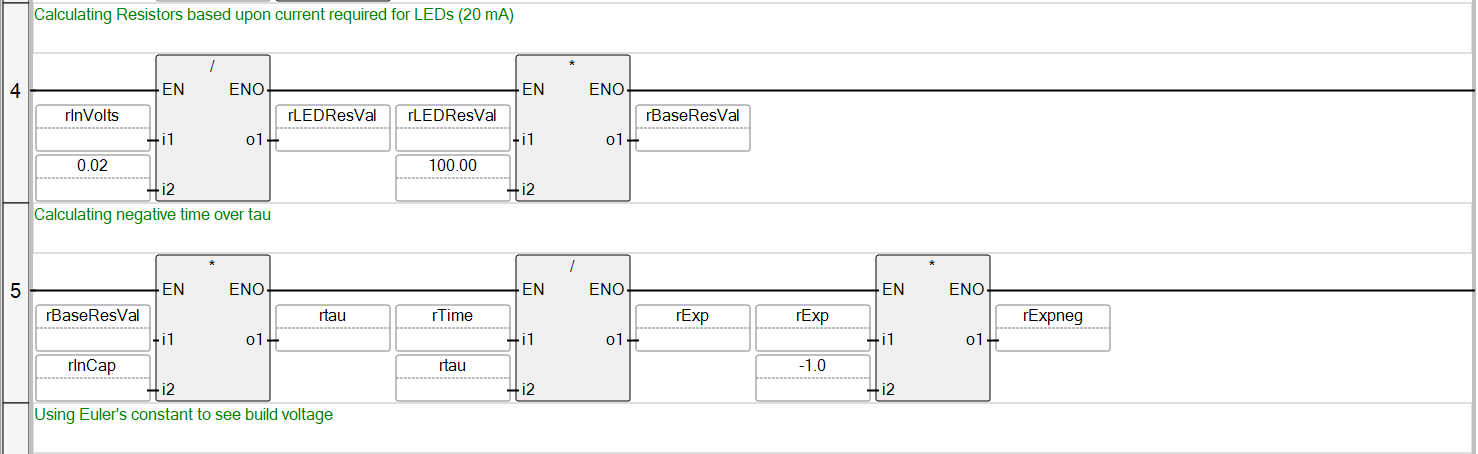 Calculating Resistors based upon current required for LEDs (20 mA)
4
/ *
EN ENO EN ENO
rInVolts rLEDResVal rLEDResVal rBaseResVal
i1 o1 i1 o1
0.02 100.00
i2 i2
Calculating negative time over tau
5
* / *
EN ENO EN ENO EN ENO
rBaseResVal rtau rTime rExp rExp rExpneg
i1 o1 i1 o1 i1 o1
rInCap rtau -1.0
i2 i2 i2
Using Euler's constant to see build voltage